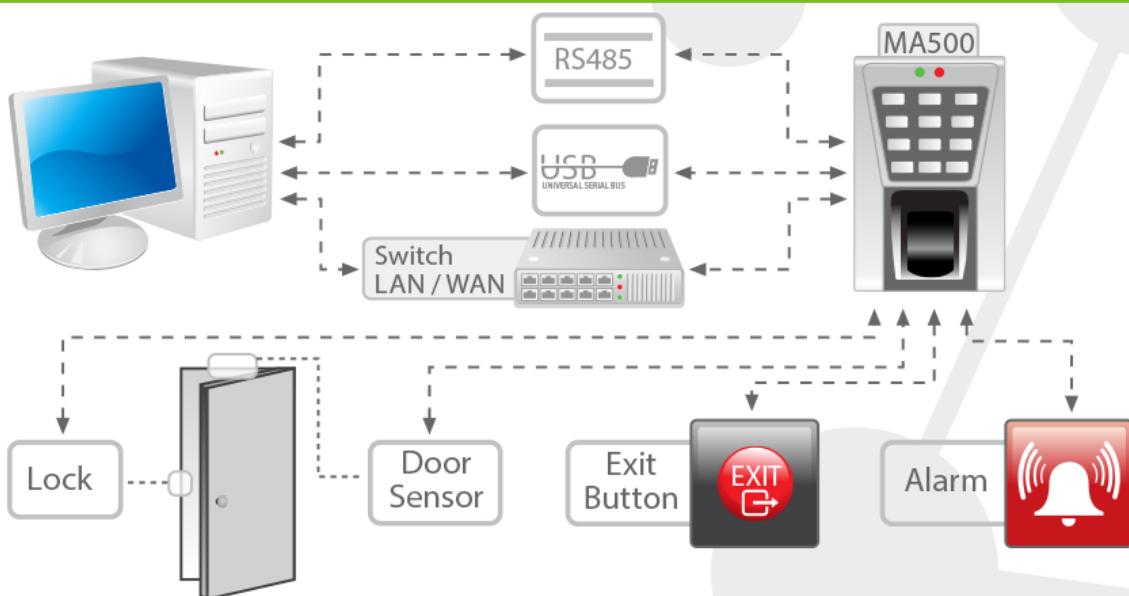 MA500
RS485
USB
UNIVERSAL SERIAL BUS
Switch
LAN / WAN
Lock
Door
Sensor
Exit
Button
EXIT
Alarm